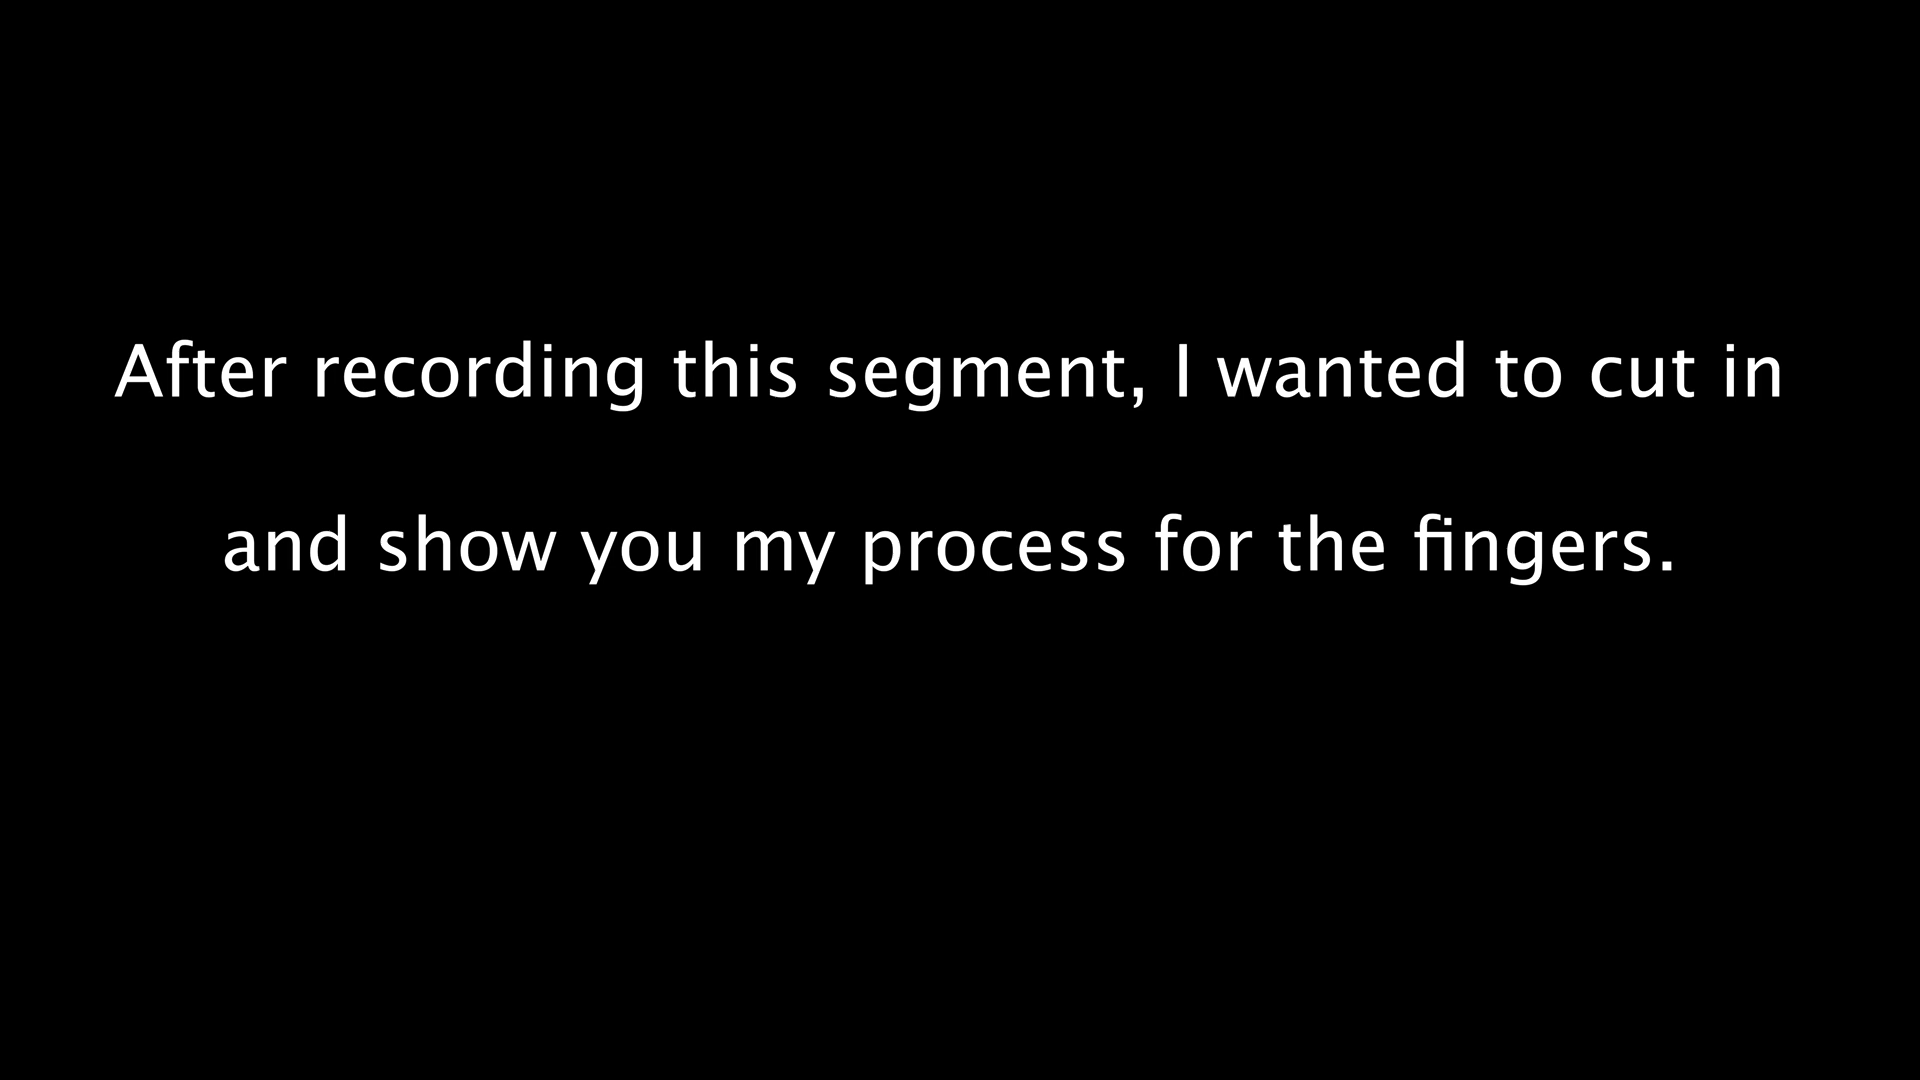 After recording this segment, I wanted to cut in
and show you my process for the fingers.